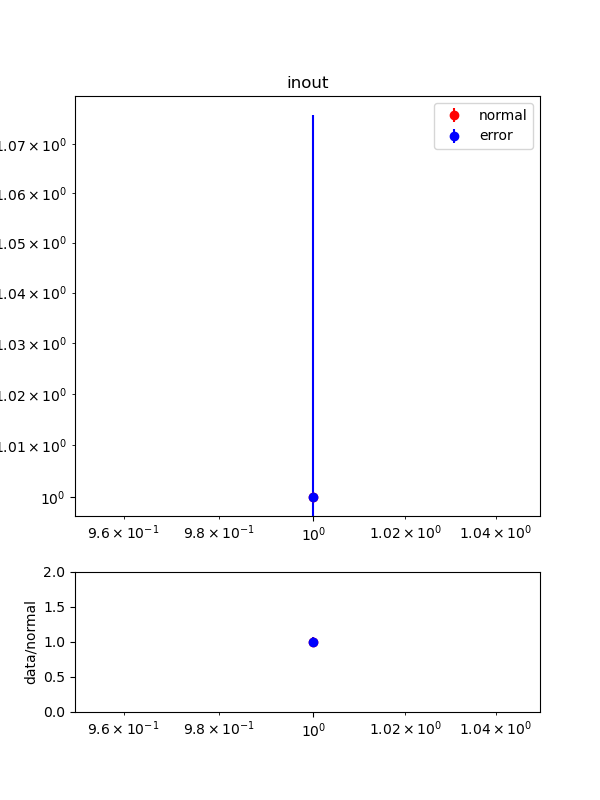 inout
normal
error
1.07 × 10⁰
1.06 × 10⁰
1.05 × 10⁰
1.04 × 10⁰
1.03 × 10⁰
1.02 × 10⁰
1.01 × 10⁰
10⁰
9.6 × 10⁻¹ 9.8 × 10⁻¹ 10⁰ 1.02 × 10⁰ 1.04 × 10⁰
data/normal
2.0
1.5
1.0
0.5
0.0
9.6 × 10⁻¹ 9.8 × 10⁻¹ 10⁰ 1.02 × 10⁰ 1.04 × 10⁰